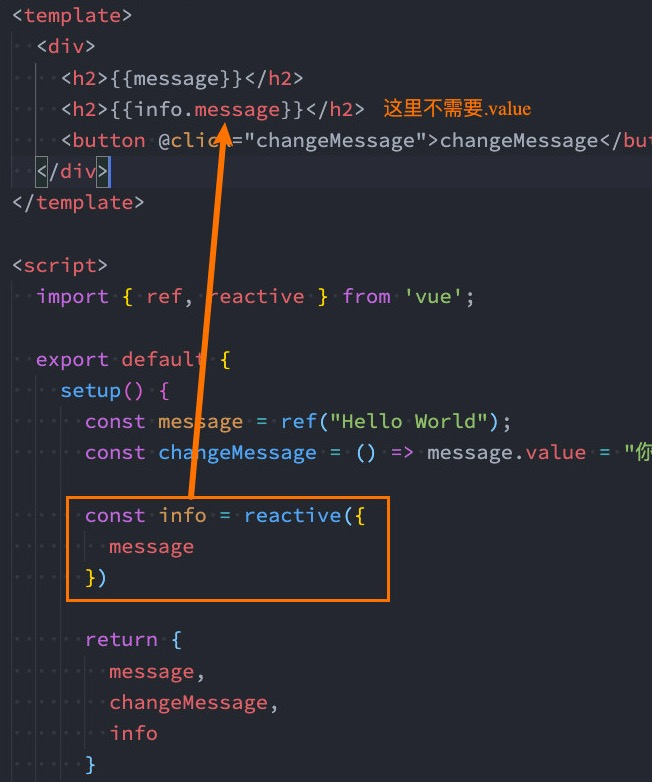 <template>
<div>
<h2>{{message}}</h2>
<h2>{{info.message}}</h2> 这里不需要.value
<button @click="changeMessage">changeMessage</but
</div>
</template>
<script>
import { ref, reactive } from 'vue';
export default {
setup() {
const message = ref("Hello World");
const changeMessage = () => message.value = "你
const info = reactive({
message
})
return {
message,
changeMessage,
info
}